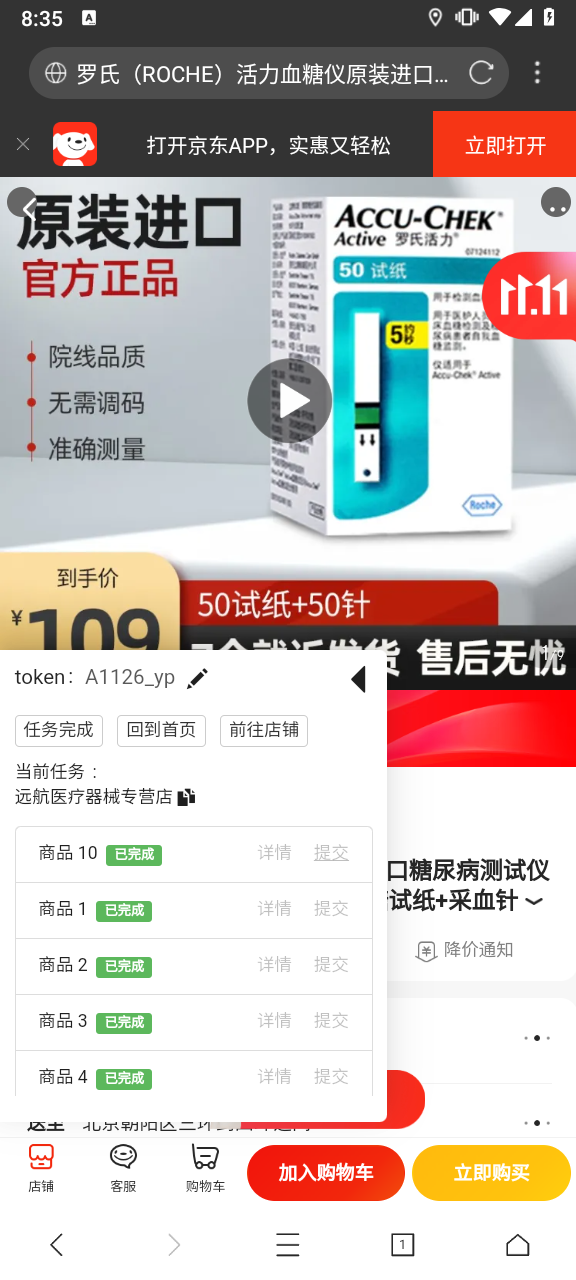 8:35
罗氏（ROCHE）活力血糖仪原装进口...
打开京东APP，实惠又轻松
立即打开
原装进口
官方正品
院线品质
无需调码
准确测量
ACCU-CHEK®
Active 罗氏活力®
07124112
50 试纸
5秒
仅适用于
Accu-Chek® Active
Roche
11.11
到手价
¥109
50试纸+50针
售后无忧
token： A1126_yp
任务完成
回到首页
前往店铺
当前任务 ：
远航医疗器械专营店
商品 10 已完成 详情 提交
商品 1 已完成 详情 提交
商品 2 已完成 详情 提交
商品 3 已完成 详情 提交
商品 4 已完成 详情 提交
口糖尿病测试仪
试纸+采血针
降价通知
店铺
客服
购物车
加入购物车
立即购买
1